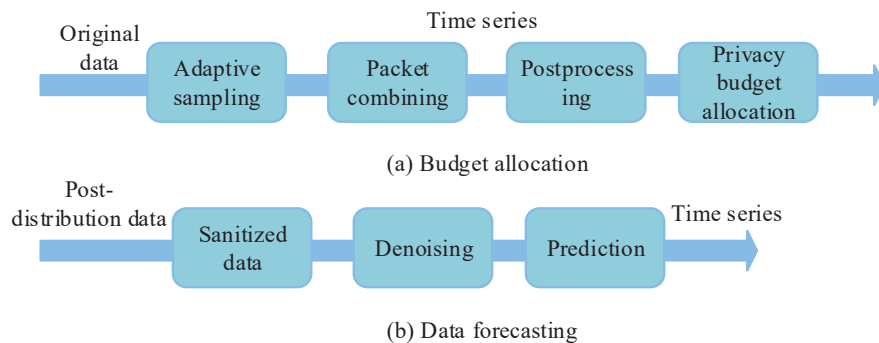 Time series
Original
data
Adaptive
sampling
Packet
combining
Postprocess
ing
Privacy
budget
allocation
(a) Budget allocation
Post-
distribution data
Sanitized
data
Denoising
Prediction
Time series
(b) Data forecasting